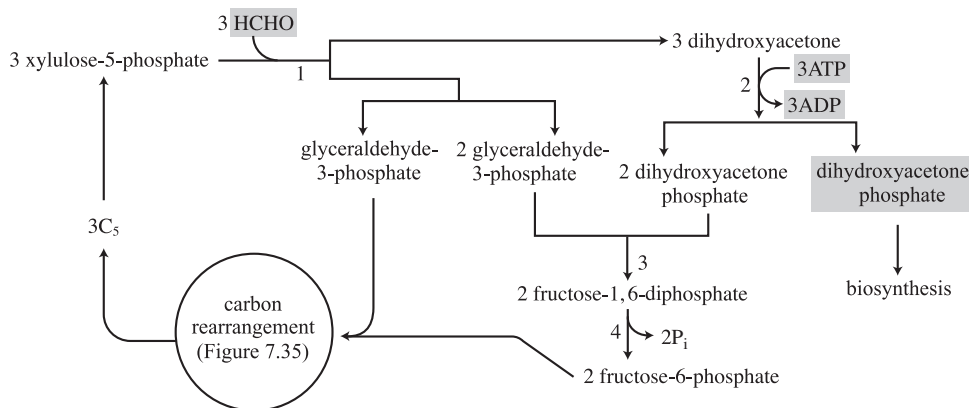 3 HCHO
3 xylulose-5-phosphate
1
3 dihydroxyacetone
2
3ATP
3ADP
glyceraldehyde-
3-phosphate
2 glyceraldehyde-
3-phosphate
2 dihydroxyacetone
phosphate
dihydroxyacetone
phosphate
3C₅
3
2 fructose-1,6-diphosphate
biosynthesis
carbon
rearrangement
(Figure 7.35)
4
2Pᵢ
2 fructose-6-phosphate